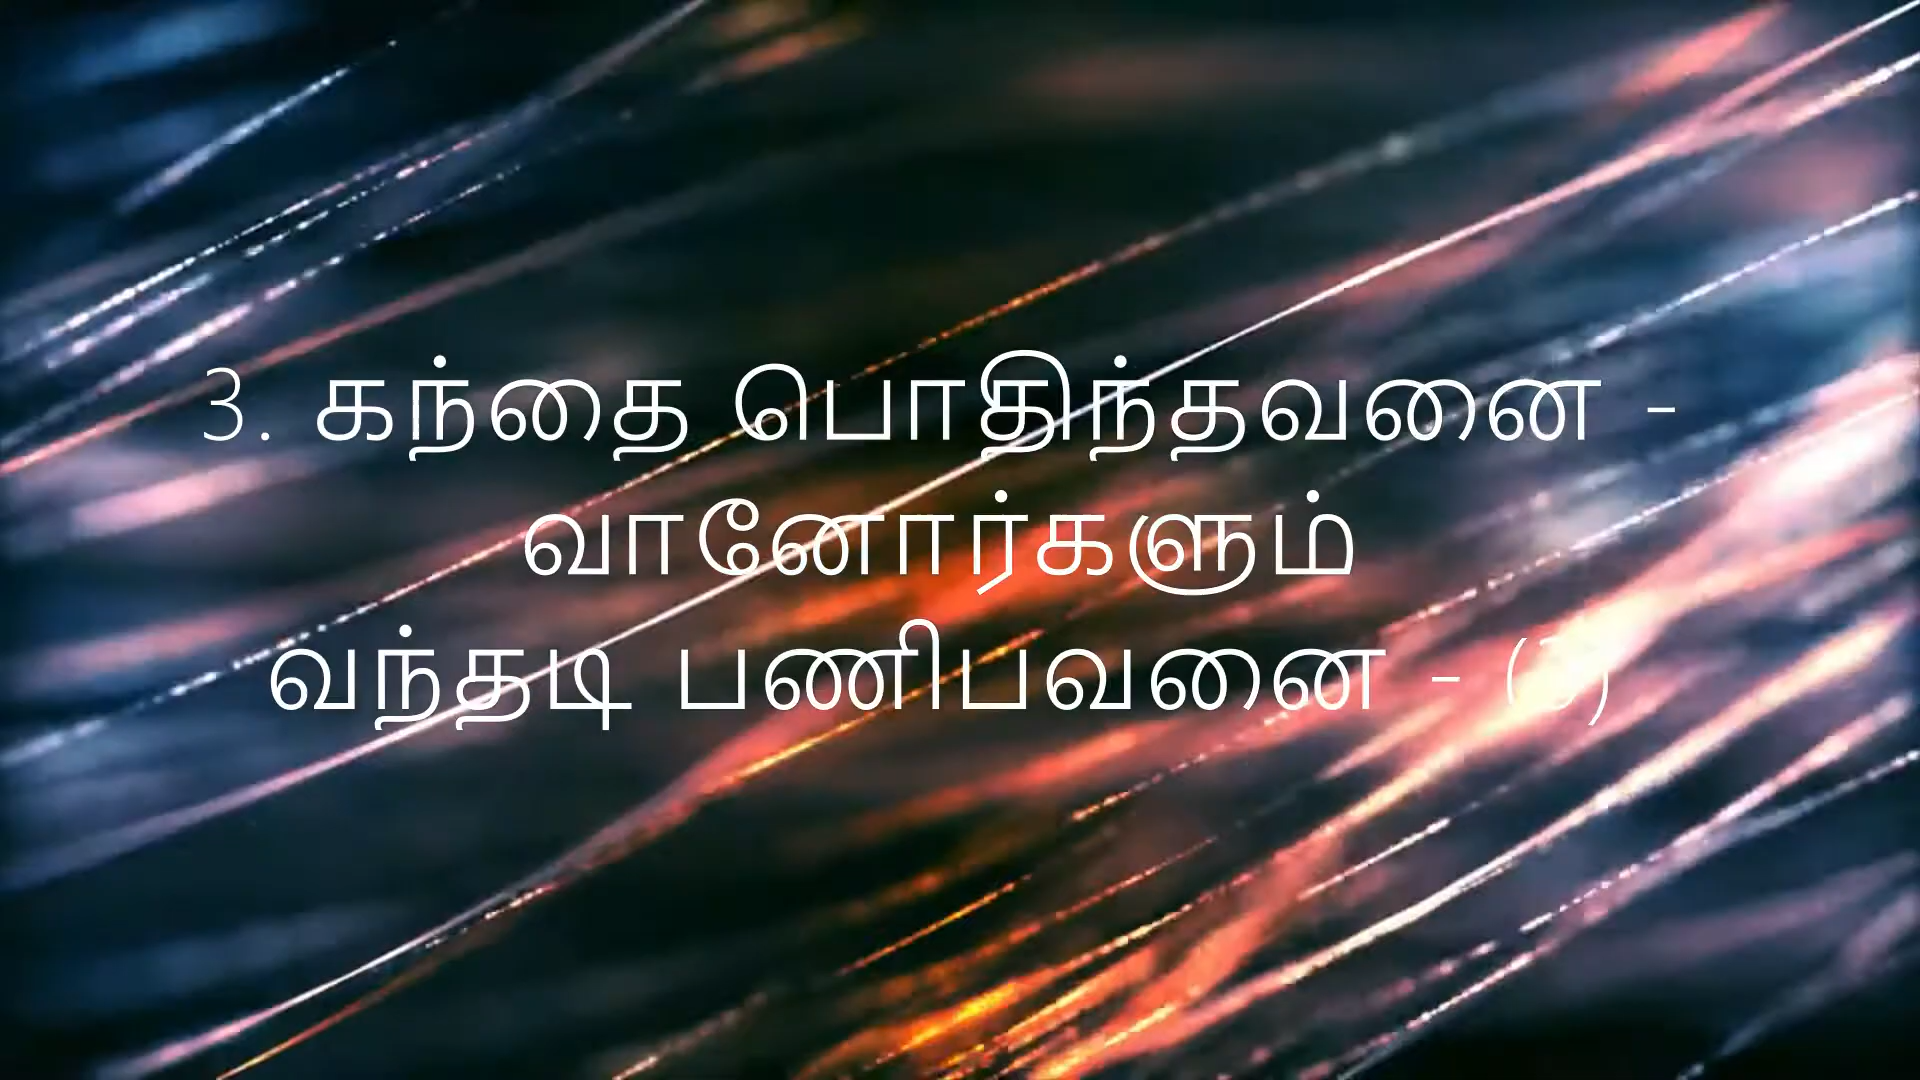 3. கந்தை பொதிந்தவனை -
வானோர்களும்
வந்தடி பணிபவனை -